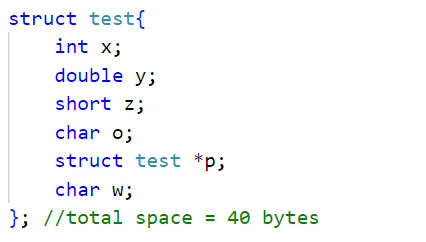 struct test{
    int x;
    double y;
    short z;
    char o;
    struct test *p;
    char w;
}; //total space = 40 bytes